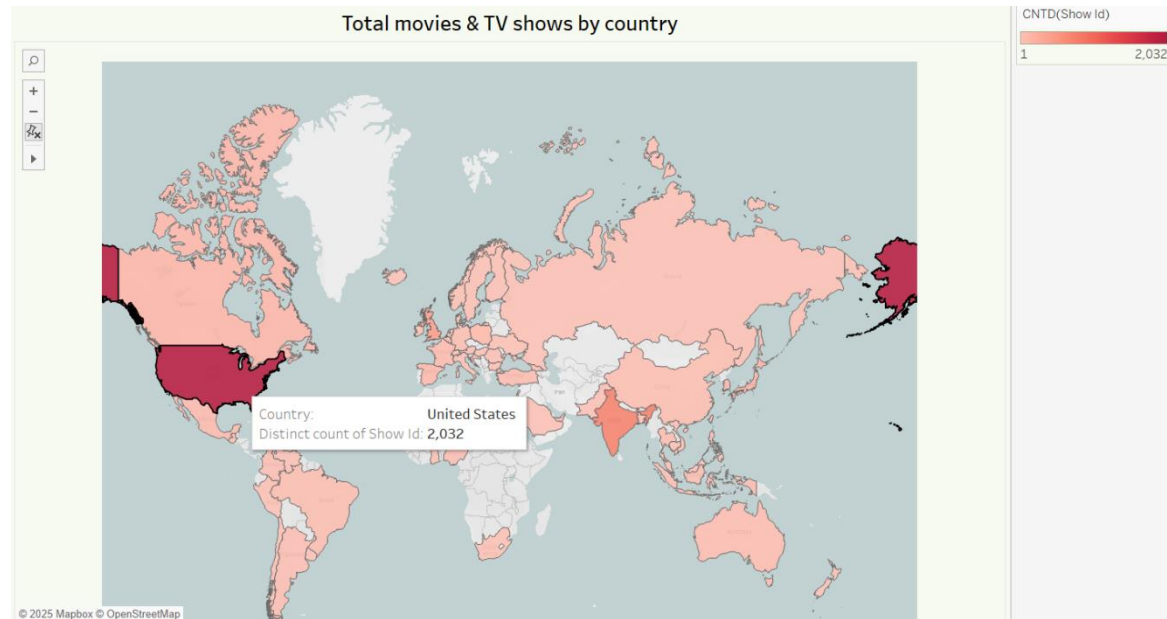 Total movies & TV shows by country
CNTD(Show Id)
1 2,032
Country: United States
Distinct count of Show Id: 2,032
© 2025 Mapbox © OpenStreetMap